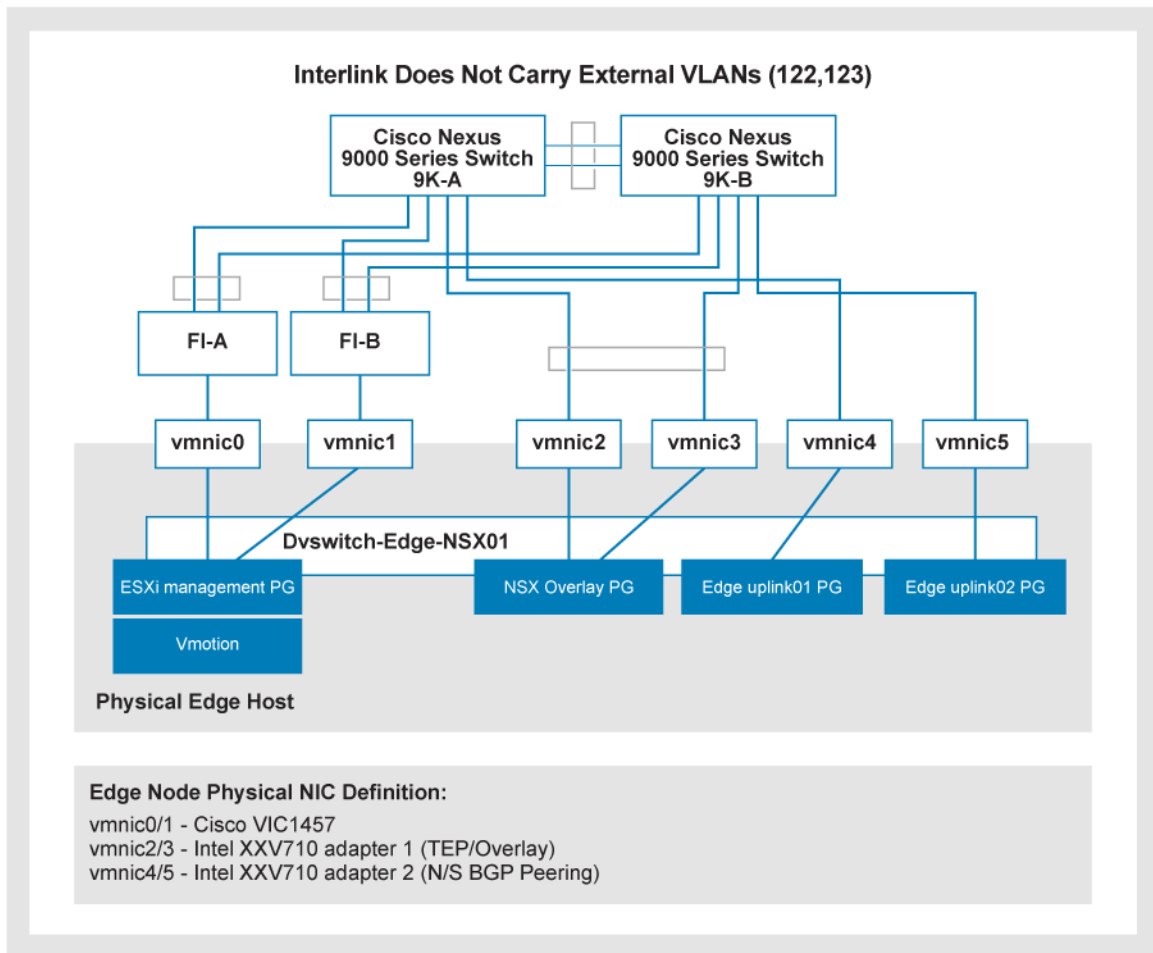 Interlink Does Not Carry External VLANs (122,123)
Cisco Nexus
9000 Series Switch
9K-A
Cisco Nexus
9000 Series Switch
9K-B
FI-A
FI-B
vmnic0
vmnic1
vmnic2
vmnic3
vmnic4
vmnic5
Dvswitch-Edge-NSX01
ESXi management PG
NSX Overlay PG
Edge uplink01 PG
Edge uplink02 PG
Vmotion
Physical Edge Host
Edge Node Physical NIC Definition:
vmnic0/1 - Cisco VIC1457
vmnic2/3 - Intel XXV710 adapter 1 (TEP/Overlay)
vmnic4/5 - Intel XXV710 adapter 2 (N/S BGP Peering)